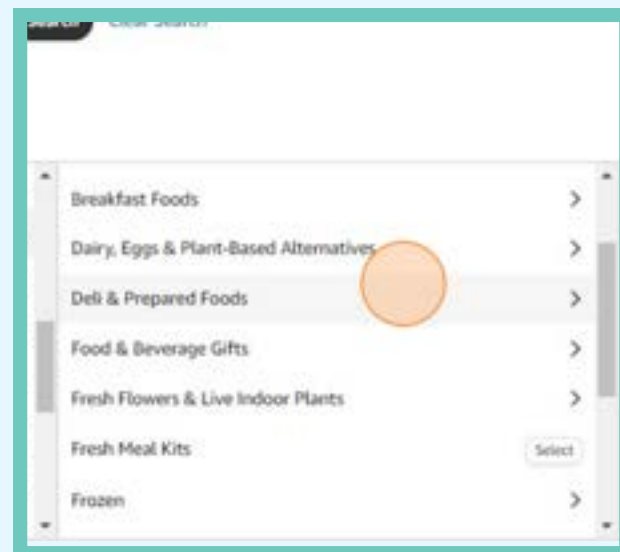 Search Clear Search
Breakfast Foods
Dairy, Eggs & Plant-Based Alternatives
Deli & Prepared Foods
Food & Beverage Gifts
Fresh Flowers & Live Indoor Plants
Fresh Meal Kits Select
Frozen